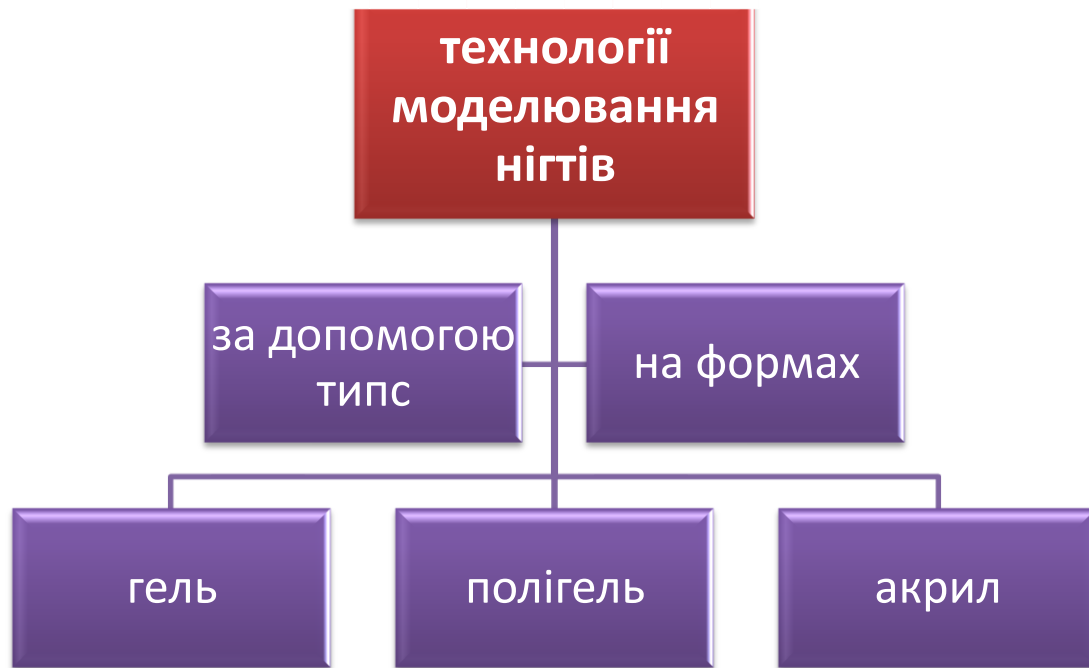 технології
моделювання
нігтів
за допомогою
типс
на формах
гель
полігель
акрил